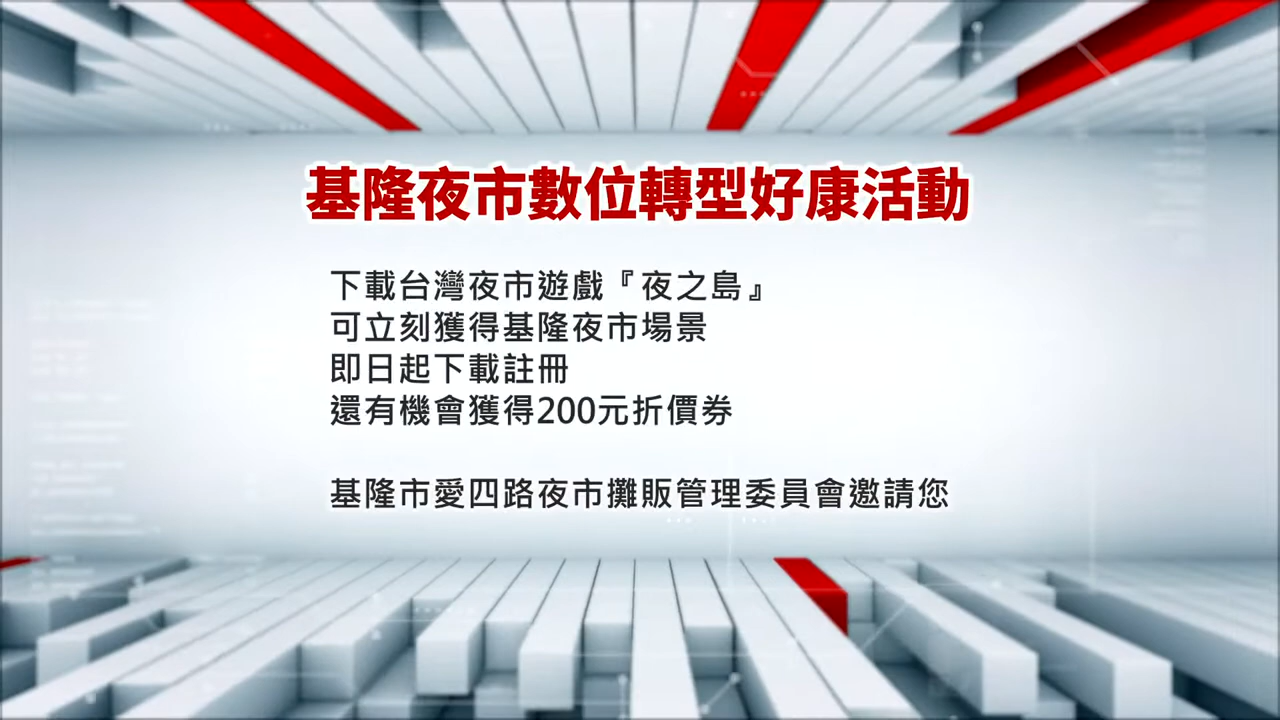 基隆夜市數位轉型好康活動
下載台灣夜市遊戲『夜之島』
可立刻獲得基隆夜市場景
即日起下載註冊
還有機會獲得200元折價券
基隆市愛四路夜市攤販管理委員會邀請您